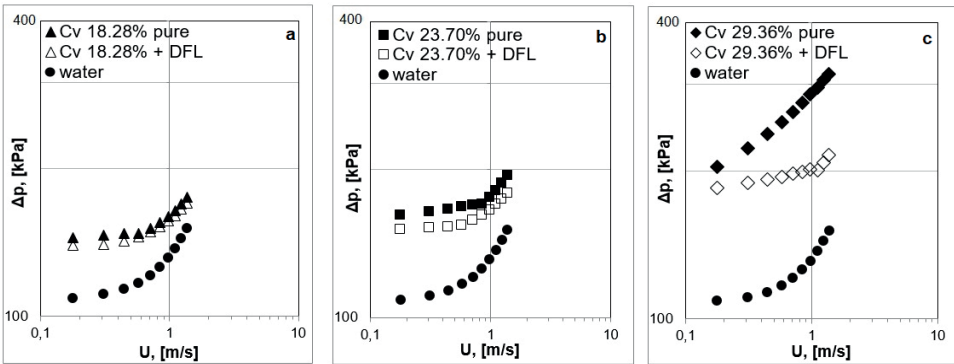 400
▲ Cv 18.28% pure
△ Cv 18.28% + DFL
● water
a
Δp, [kPa]
100
0,1
1
10
U, [m/s]
400
■ Cv 23.70% pure
□ Cv 23.70% + DFL
● water
b
Δp, [kPa]
100
0,1
1
10
U, [m/s]
400
◆ Cv 29.36% pure
◇ Cv 29.36% + DFL
● water
c
Δp, [kPa]
100
0,1
1
10
U, [m/s]